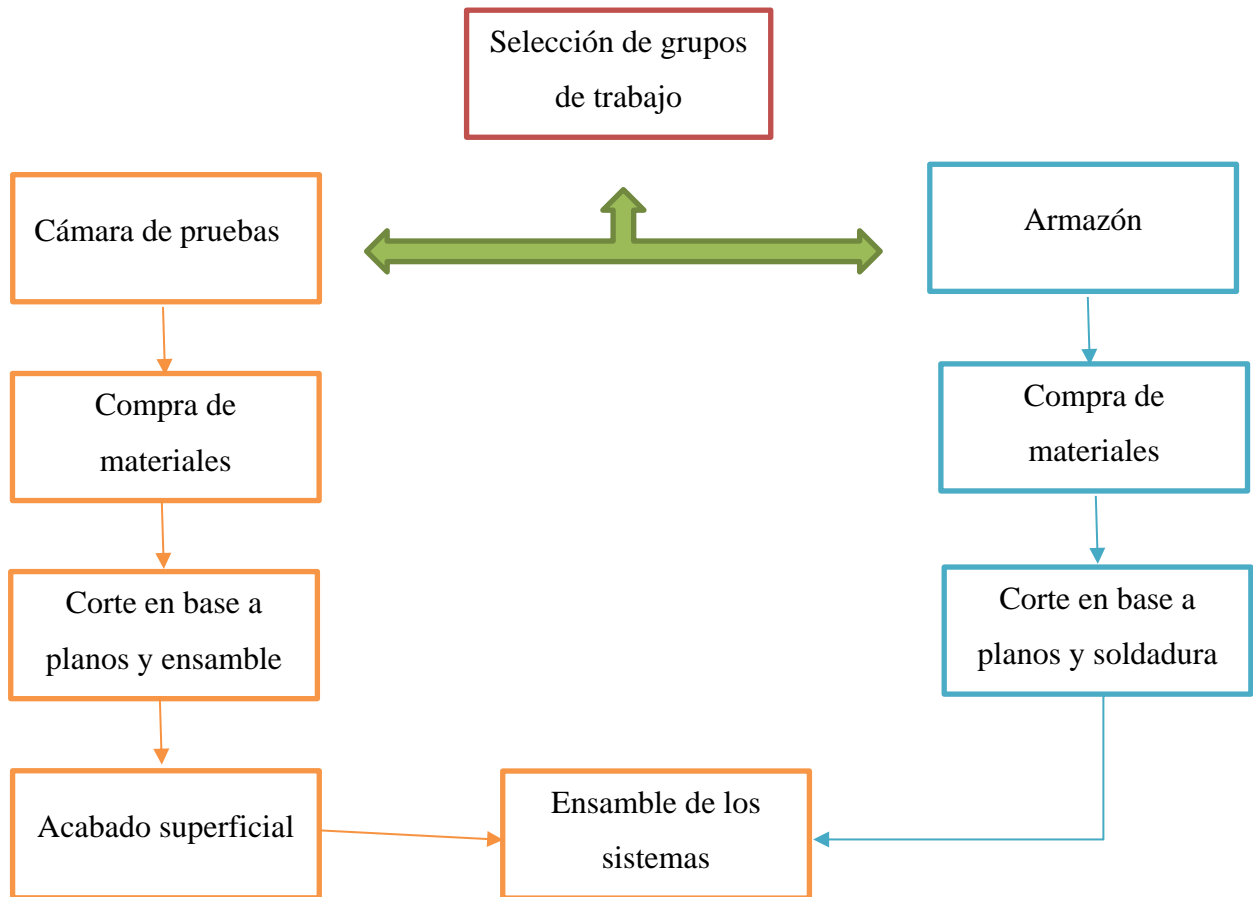 Selección de grupos
de trabajo
Cámara de pruebas
Armazón
Compra de
materiales
Compra de
materiales
Corte en base a
planos y ensamble
Corte en base a
planos y soldadura
Acabado superficial
Ensamble de los
sistemas